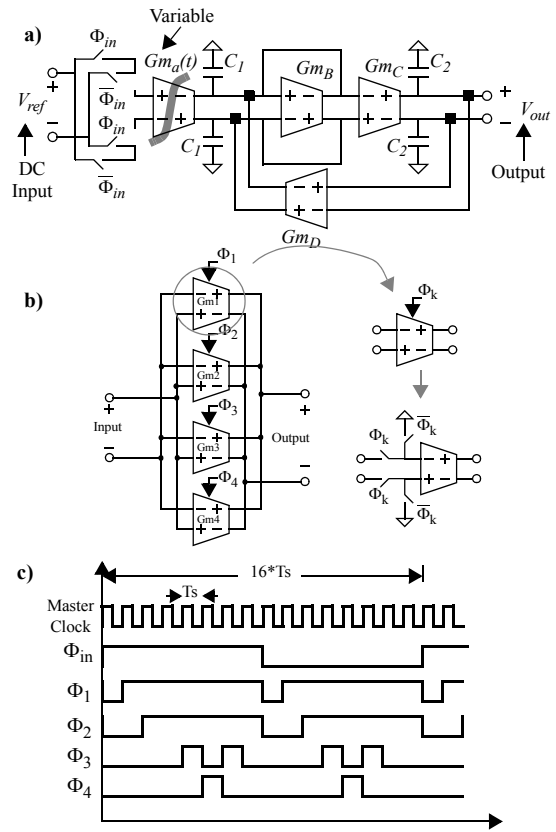 Variable
a)
Φin
Gma(t)
C1
GmB
GmC
C2
+
Φ̅in
Vref
Φin
−
Φ̅in
DC
Input
− +
+ −
C1
− +
+ −
− +
+ −
C2
+
−
Vout
Output
+ −
− +
GmD
b)
Φ1
− Gm1 +
+ −
Φ2
− Gm2 +
+ −
Input
+
−
Φ3
− Gm3 +
+ −
Output
+
−
Φ4
− Gm4 +
+ −
Φk
− +
+ −
Φ̅k
Φk
− +
+ −
Φk
Φ̅k
c)
16*Ts
Ts
Master
Clock
Φin
Φ1
Φ2
Φ3
Φ4